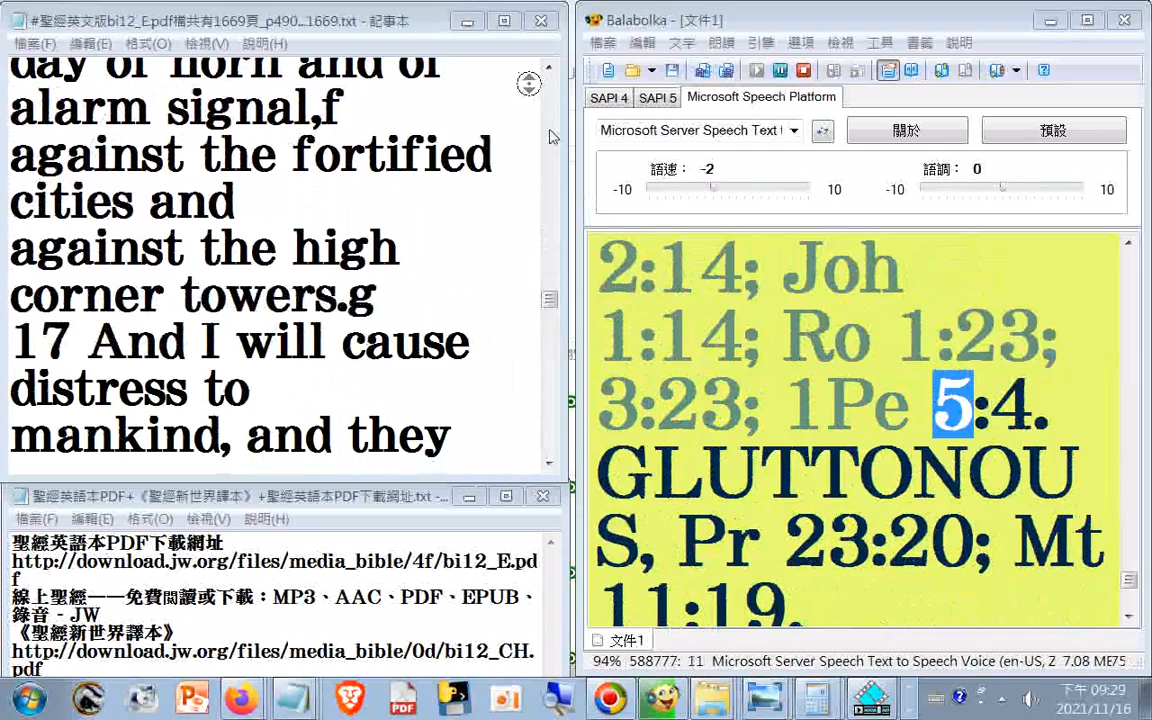 #聖經英文版bi12_E.pdf檔共有1669頁_p490...1669.txt - 記事本
檔案(F) 編輯(E) 格式(O) 檢視(V) 說明(H)
day of horn and of
alarm signal,f
against the fortified
cities and
against the high
corner towers.g
17 And I will cause
distress to
mankind, and they
聖經英語本PDF+《聖經新世界譯本》+聖經英語本PDF下載網址.txt - ...
檔案(F) 編輯(E) 格式(O) 檢視(V) 說明(H)
聖經英語本PDF下載網址
http://download.jw.org/files/media_bible/4f/bi12_E.pd
f
線上聖經——免費閱讀或下載：MP3、AAC、PDF、EPUB、
錄音 - JW
《聖經新世界譯本》
http://download.jw.org/files/media_bible/0d/bi12_CH.
pdf
Balabolka - [文件1]
檔案 編輯 文字 朗讀 引擎 選項 檢視 工具 書籤 說明
SAPI 4 SAPI 5 Microsoft Speech Platform
Microsoft Server Speech Text 關於 預設
語速： -2 語調： 0
-10 10 -10 10
2:14; Joh
1:14; Ro 1:23;
3:23; 1Pe 5:4.
GLUTTONOU
S, Pr 23:20; Mt
11:19.
文件1
94% 588777: 11 Microsoft Server Speech Text to Speech Voice (en-US, Z 7.08 ME75
下午 09:29
2021/11/16